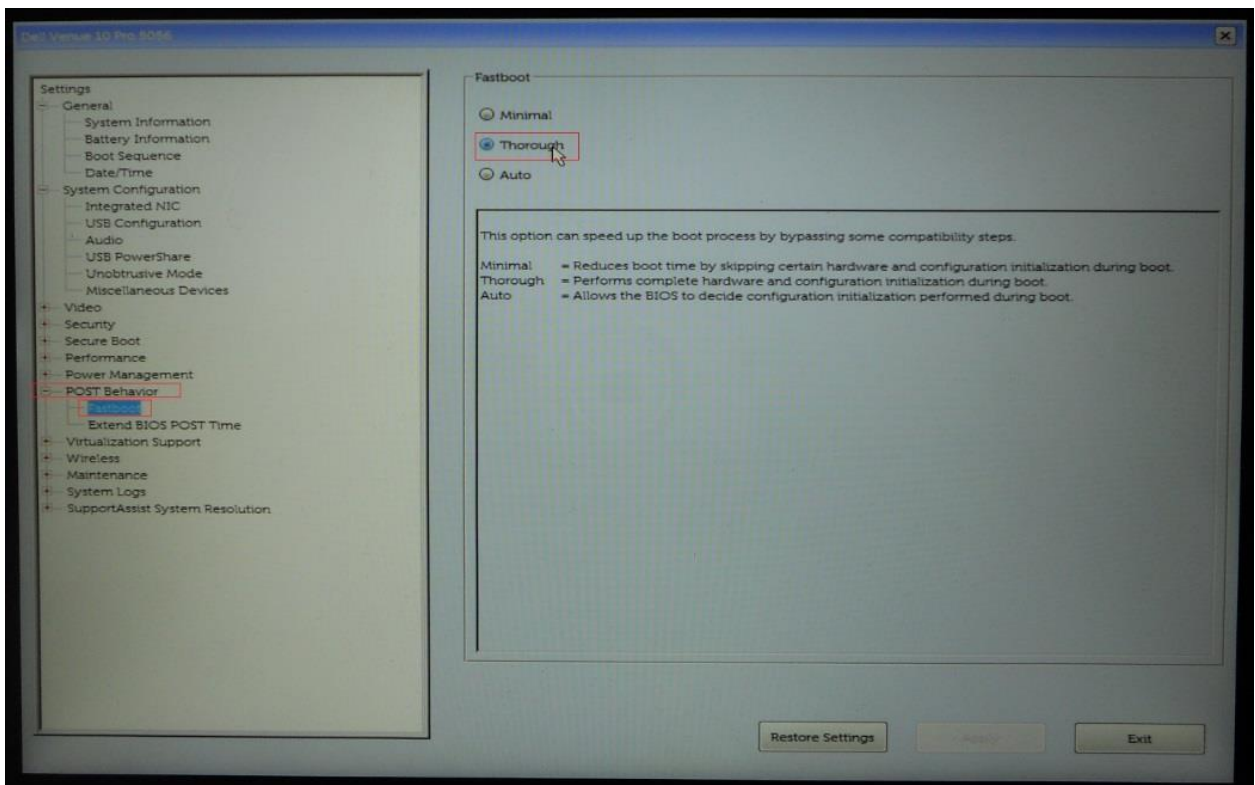 Dell Venue 10 Pro 5056
Settings
General
System Information
Battery Information
Boot Sequence
Date/Time
System Configuration
Integrated NIC
USB Configuration
Audio
USB PowerShare
Unobtrusive Mode
Miscellaneous Devices
Video
Security
Secure Boot
Performance
Power Management
POST Behavior
Fastboot
Extend BIOS POST Time
Virtualization Support
Wireless
Maintenance
System Logs
SupportAssist System Resolution
Fastboot
Minimal
Thorough
Auto
This option can speed up the boot process by bypassing some compatibility steps.
Minimal = Reduces boot time by skipping certain hardware and configuration initialization during boot.
Thorough = Performs complete hardware and configuration initialization during boot.
Auto = Allows the BIOS to decide configuration initialization performed during boot.
Restore Settings
Apply
Exit